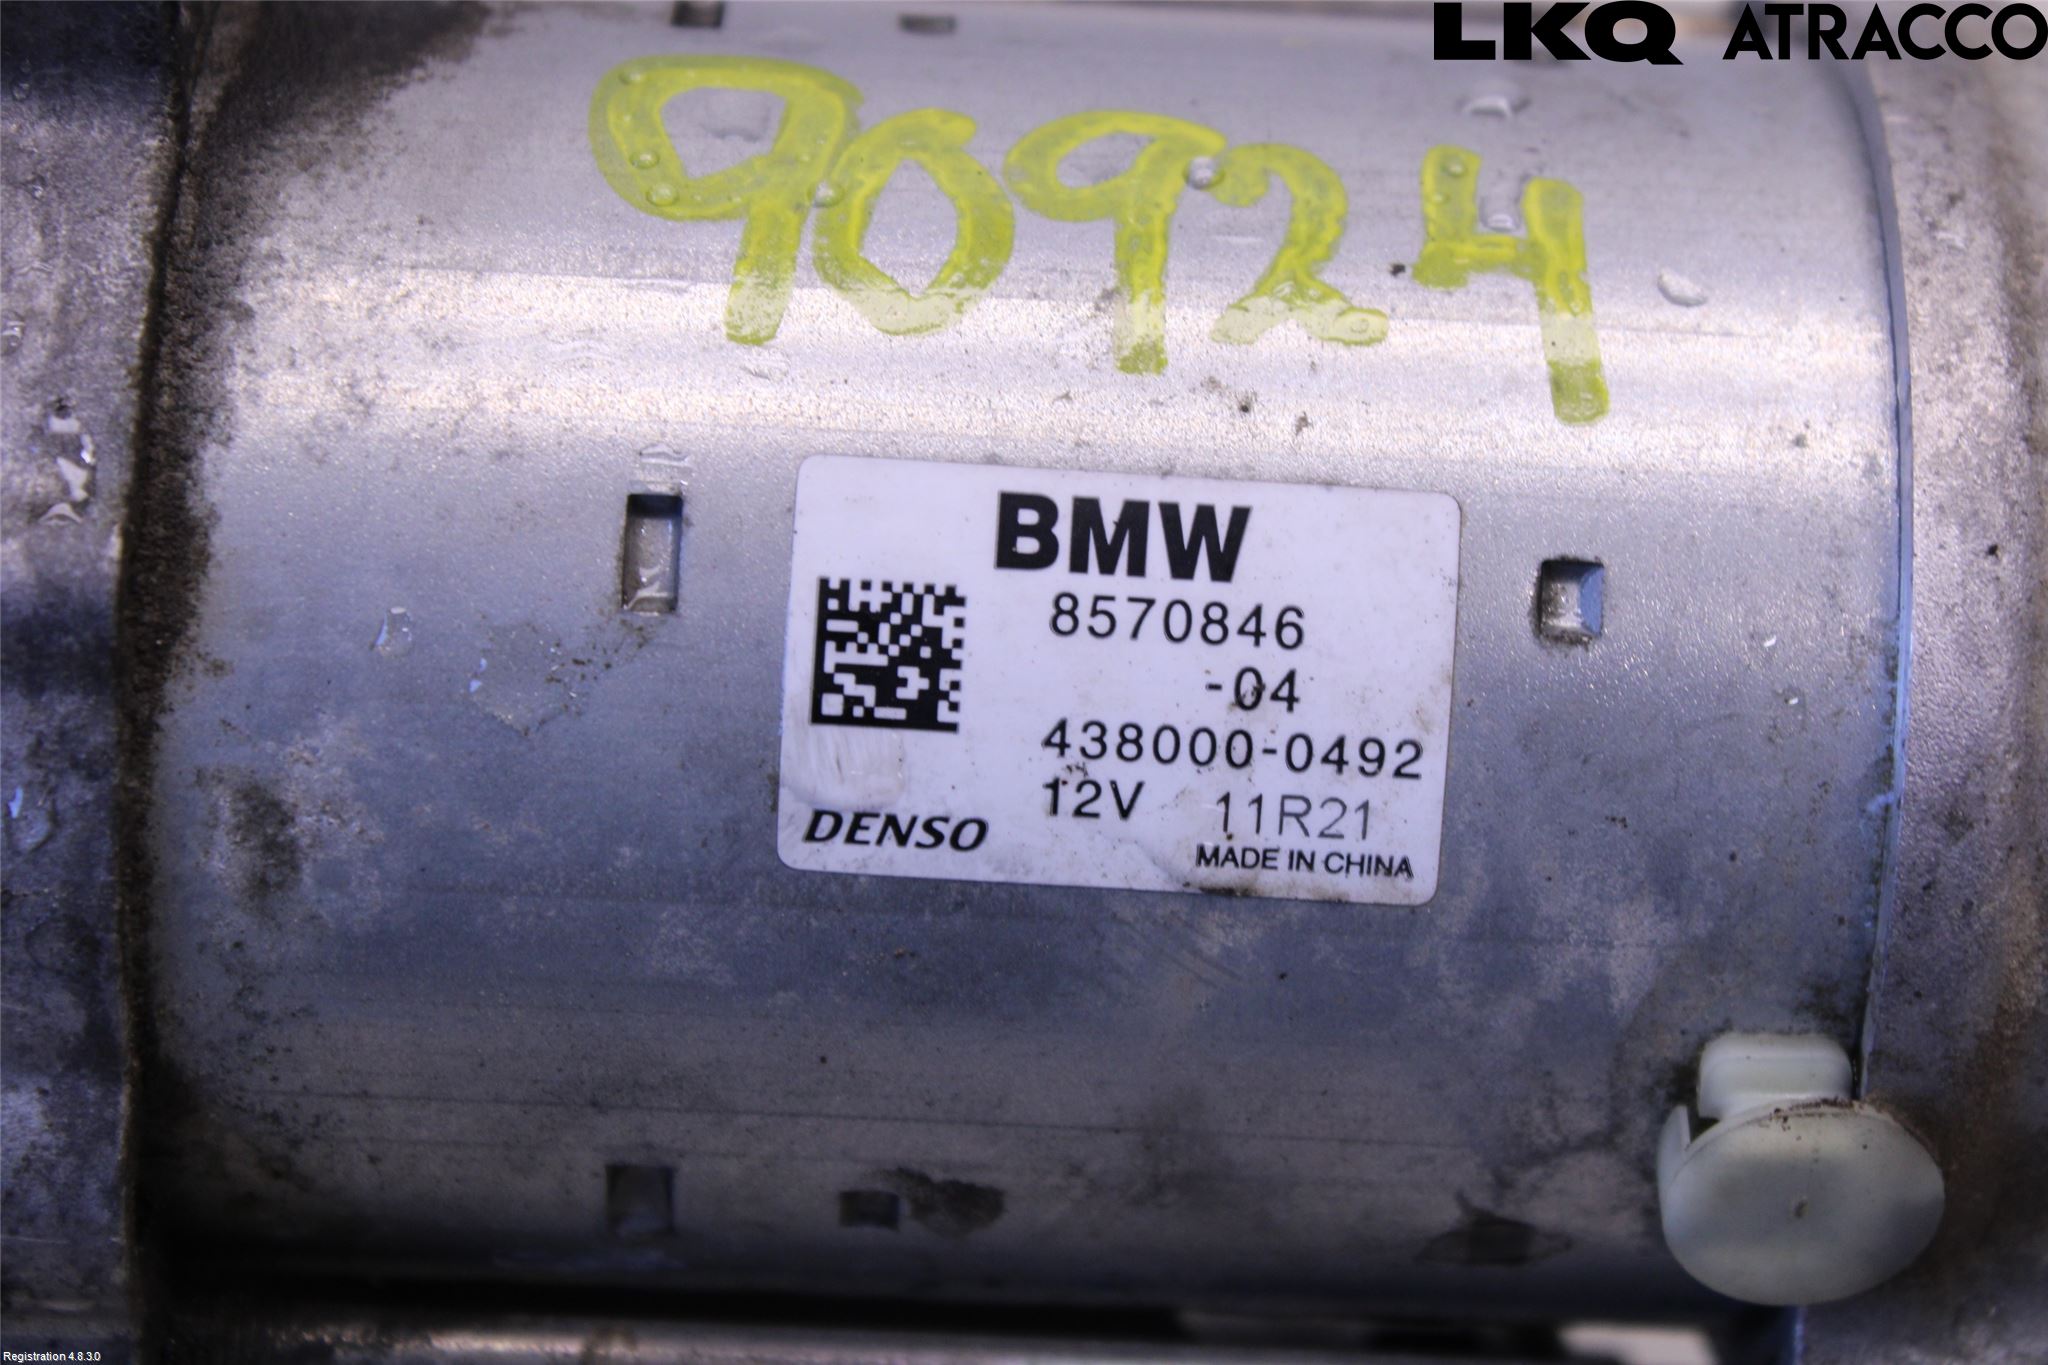 LKQ ATRACCO
90924
BMW
8570846
-04
438000-0492
12V 11R21
DENSO
MADE IN CHINA
Registration 4.8.3.0